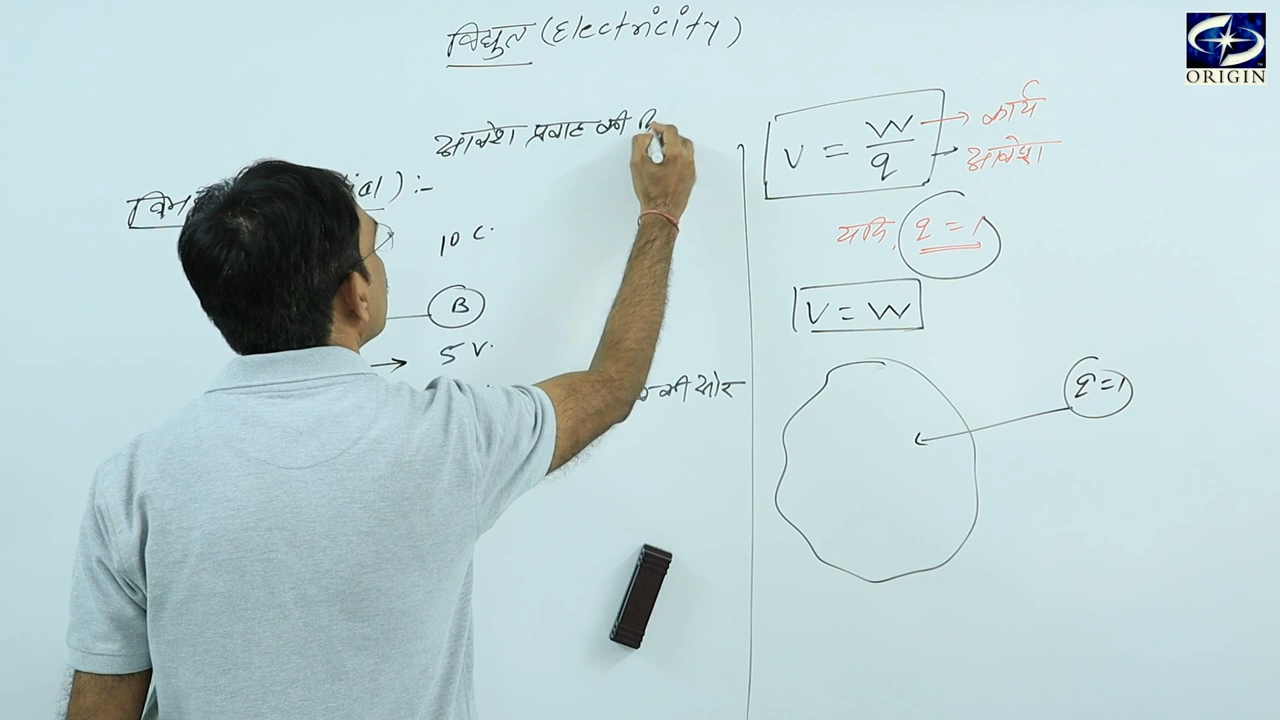 विद्युत (Electricity)
ORIGIN
आवेश प्रवाह की
V = W/q → कार्य
→ आवेश
:-
यदि, q = 1
10 C.
B
V = W
→ 5 V.
की ओर
q = 1